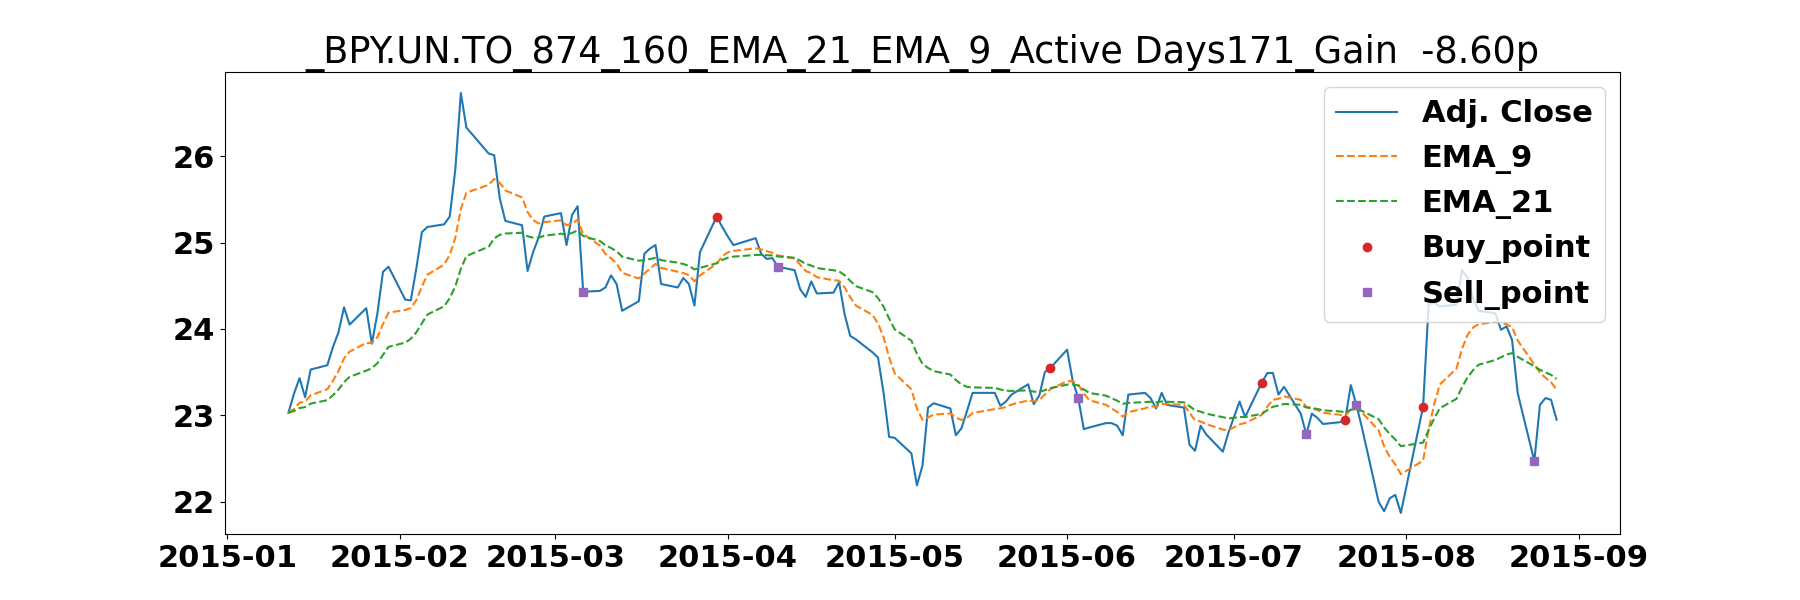 _BPY.UN.TO_874_160_EMA_21_EMA_9_Active Days171_Gain  -8.60p
Adj. Close
EMA_9
EMA_21
Buy_point
Sell_point
26
25
24
23
22
2015-01 2015-02 2015-03 2015-04 2015-05 2015-06 2015-07 2015-08 2015-09